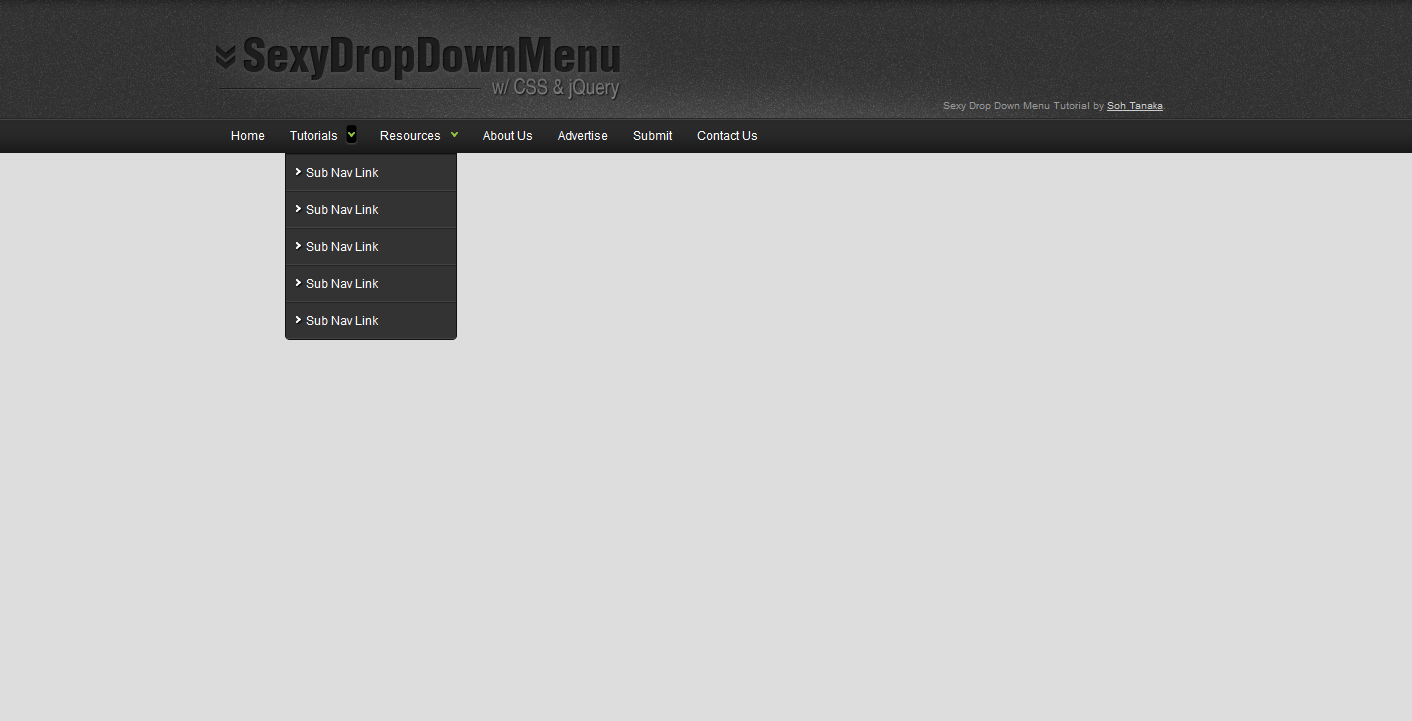 SexyDropDownMenu
w/ CSS & jQuery
Sexy Drop Down Menu Tutorial by Soh Tanaka.
Home Tutorials Resources About Us Advertise Submit Contact Us
Sub Nav Link
Sub Nav Link
Sub Nav Link
Sub Nav Link
Sub Nav Link